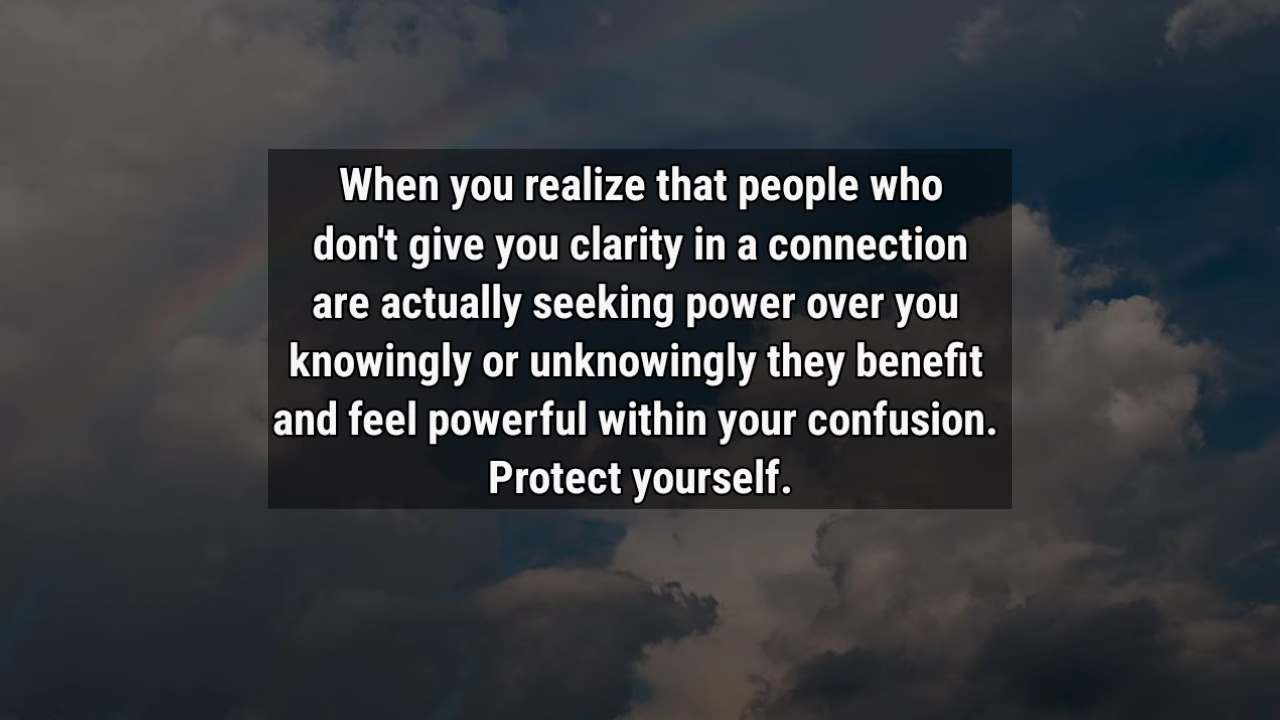 When you realize that people who
don't give you clarity in a connection
are actually seeking power over you
knowingly or unknowingly they benefit
and feel powerful within your confusion.
Protect yourself.